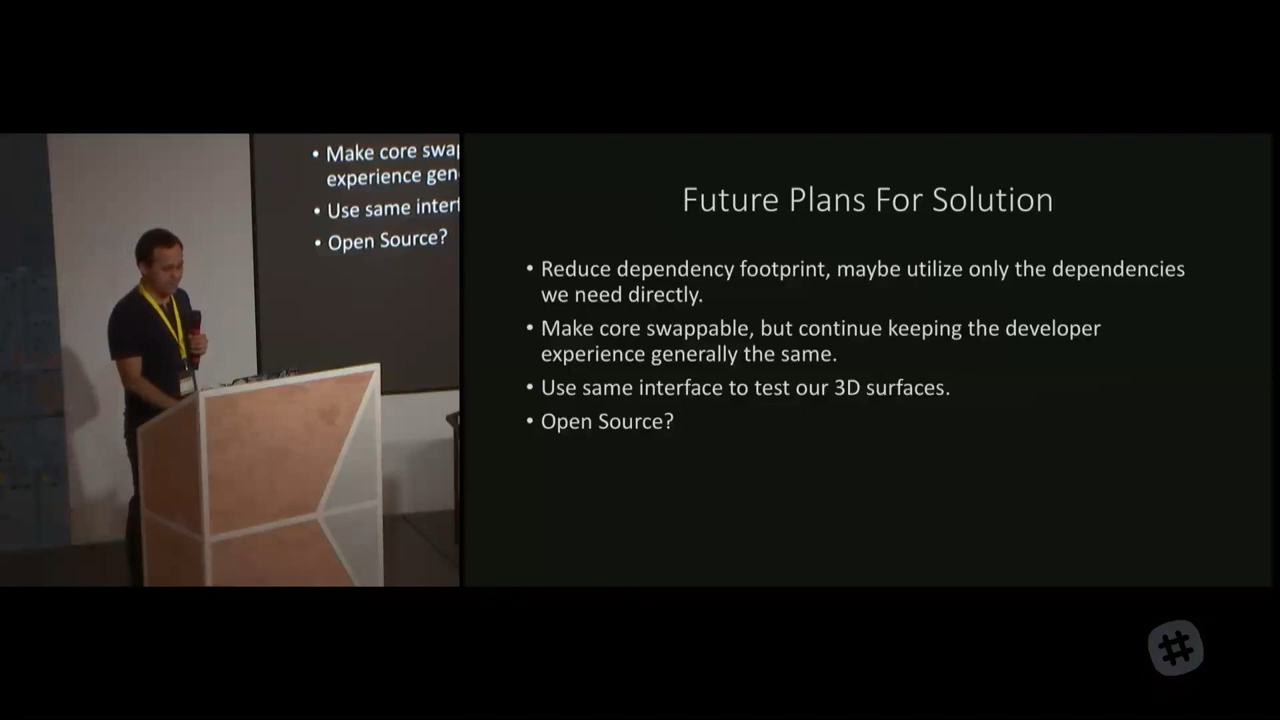 • Make core swap
experience gen
• Use same interf
• Open Source?
Future Plans For Solution
• Reduce dependency footprint, maybe utilize only the dependencies
we need directly.
• Make core swappable, but continue keeping the developer
experience generally the same.
• Use same interface to test our 3D surfaces.
• Open Source?
#